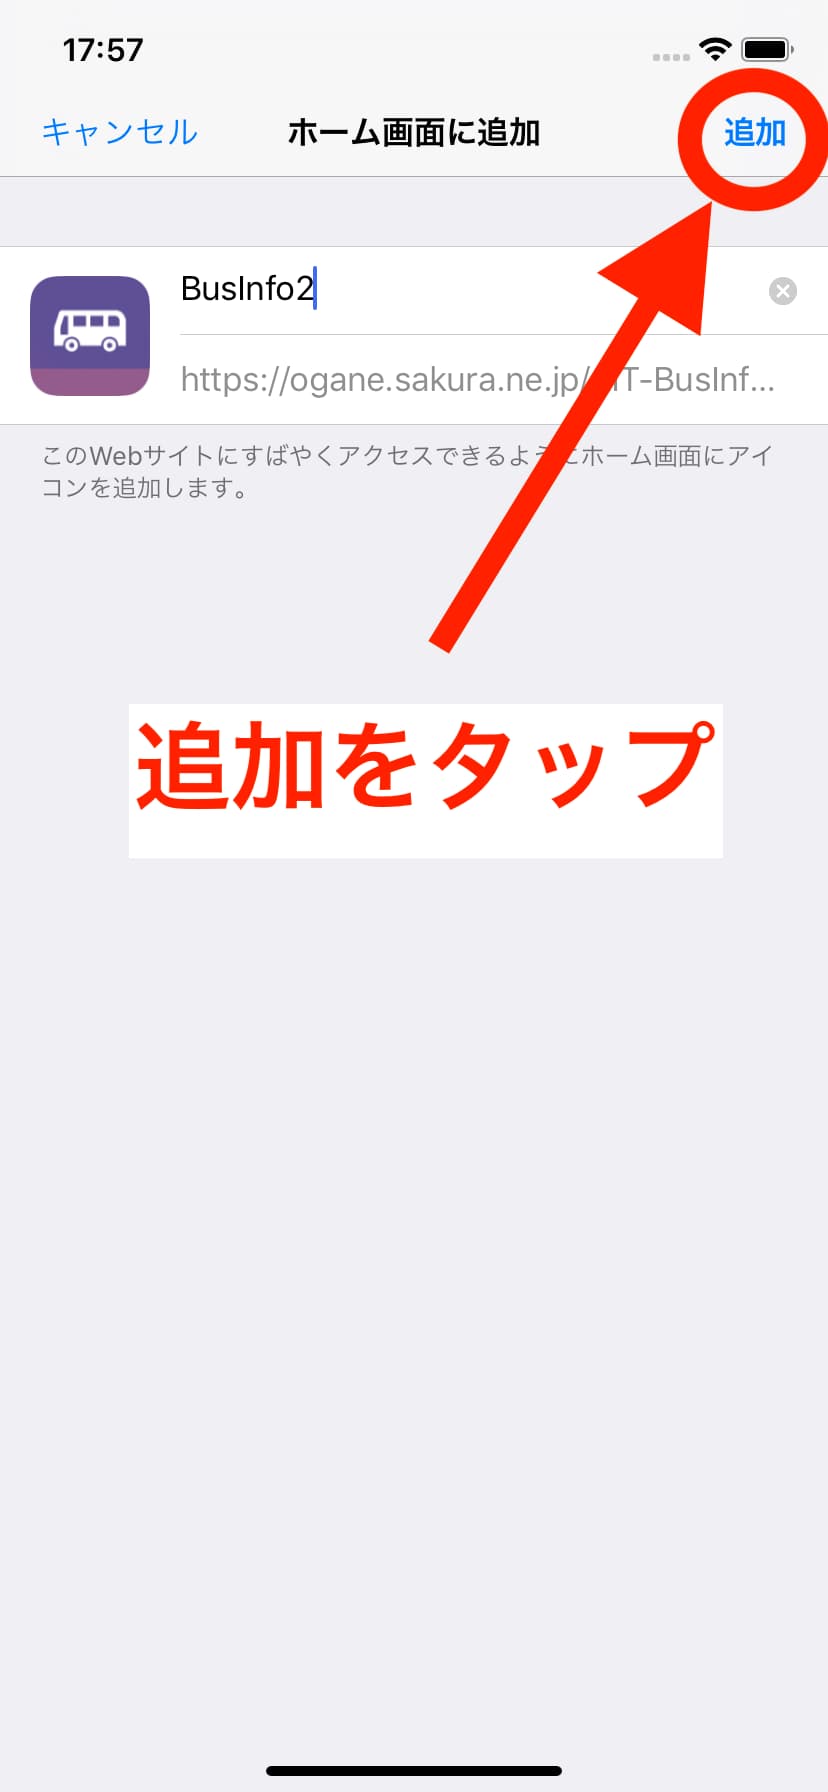 17:57
キャンセル ホーム画面に追加 追加
BusInfo2
https://ogane.sakura.ne.jp/ T-BusInf...
このWebサイトにすばやくアクセスできるようにホーム画面にアイ
コンを追加します。
追加をタップ